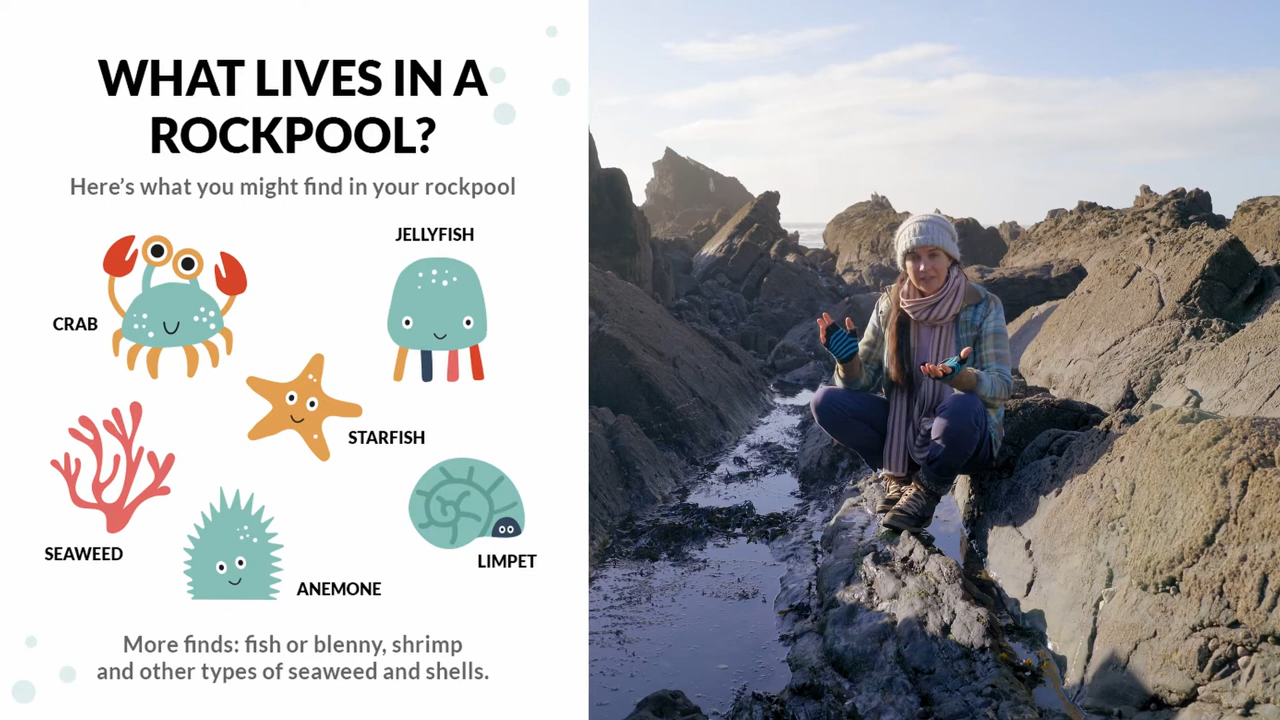 WHAT LIVES IN A
ROCKPOOL?
Here's what you might find in your rockpool
JELLYFISH
CRAB
STARFISH
SEAWEED
LIMPET
ANEMONE
More finds: fish or blenny, shrimp
and other types of seaweed and shells.